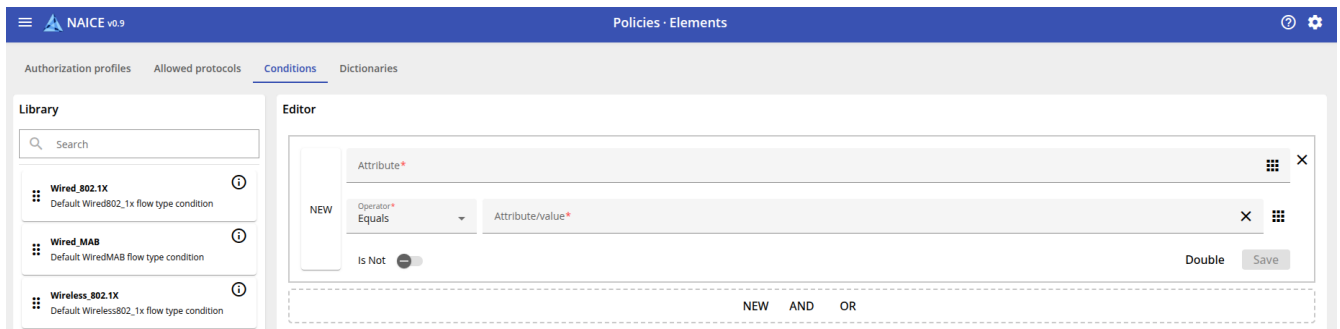 NAICE v0.9
Policies · Elements
Authorization profiles Allowed protocols Conditions Dictionaries
Library
Search
Wired_802.1X
Default Wired802_1x flow type condition
Wired_MAB
Default WiredMAB flow type condition
Wireless_802.1X
Default Wireless802_1x flow type condition
Editor
NEW
Attribute*
Operator*
Equals
Attribute/value*
Is Not
Double Save
NEW AND OR